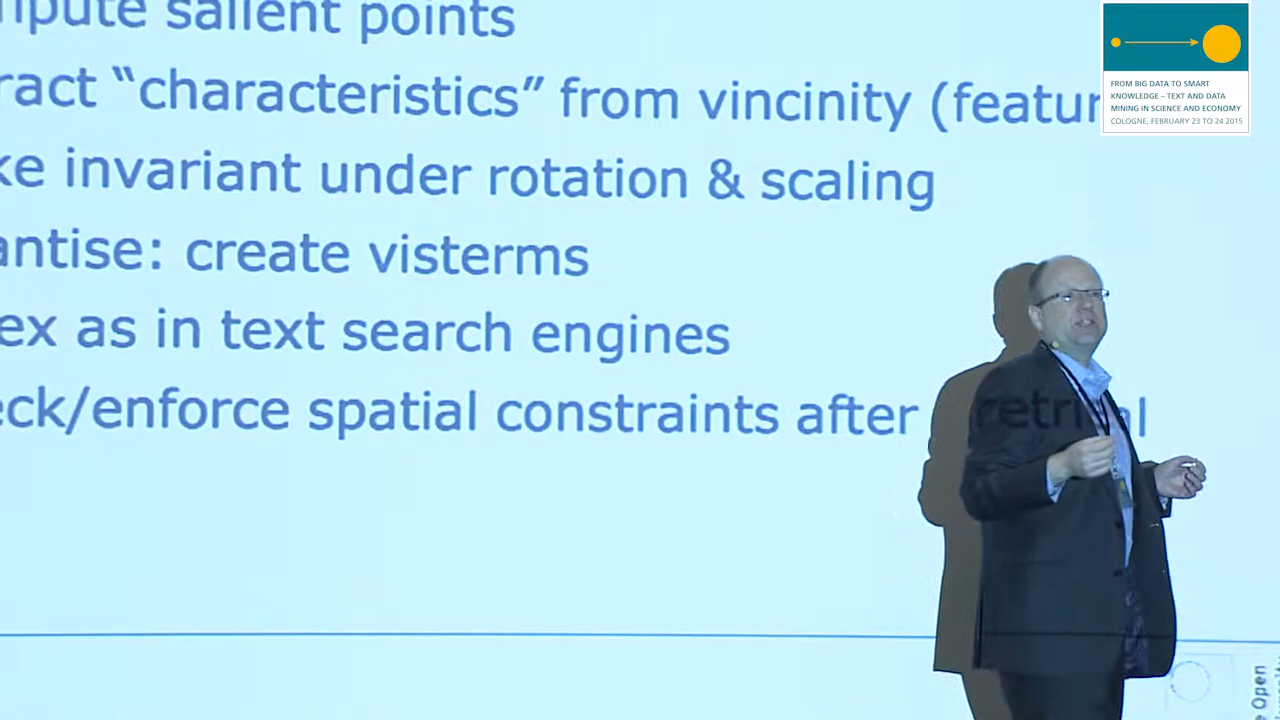 npute salient points
ract “characteristics” from vincinity (featur
ke invariant under rotation & scaling
antise: create visterms
ex as in text search engines
eck/enforce spatial constraints after retrieval
FROM BIG DATA TO SMART
KNOWLEDGE – TEXT AND DATA
MINING IN SCIENCE AND ECONOMY
COLOGNE, FEBRUARY 23 TO 24 2015
e Open